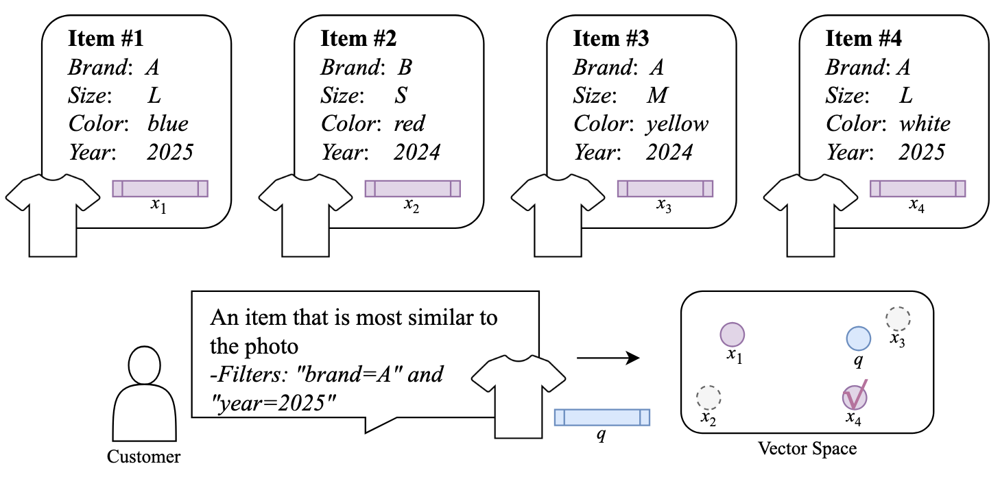 Item #1
Brand: A
Size: L
Color: blue
Year: 2025
x1
Item #2
Brand: B
Size: S
Color: red
Year: 2024
x2
Item #3
Brand: A
Size: M
Color: yellow
Year: 2024
x3
Item #4
Brand: A
Size: L
Color: white
Year: 2025
x4
An item that is most similar to
the photo
-Filters: "brand=A" and
"year=2025"
q
Customer
x1
q
x3
x2
x4
Vector Space